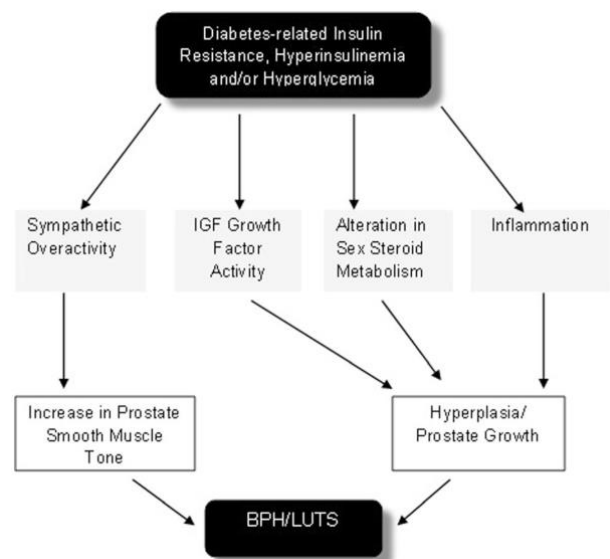 Diabetes-related Insulin
Resistance, Hyperinsulinemia
and/or Hyperglycemia
Sympathetic
Overactivity
IGF Growth
Factor
Activity
Alteration in
Sex Steroid
Metabolism
Inflammation
Increase in Prostate
Smooth Muscle
Tone
Hyperplasia/
Prostate Growth
BPH/LUTS